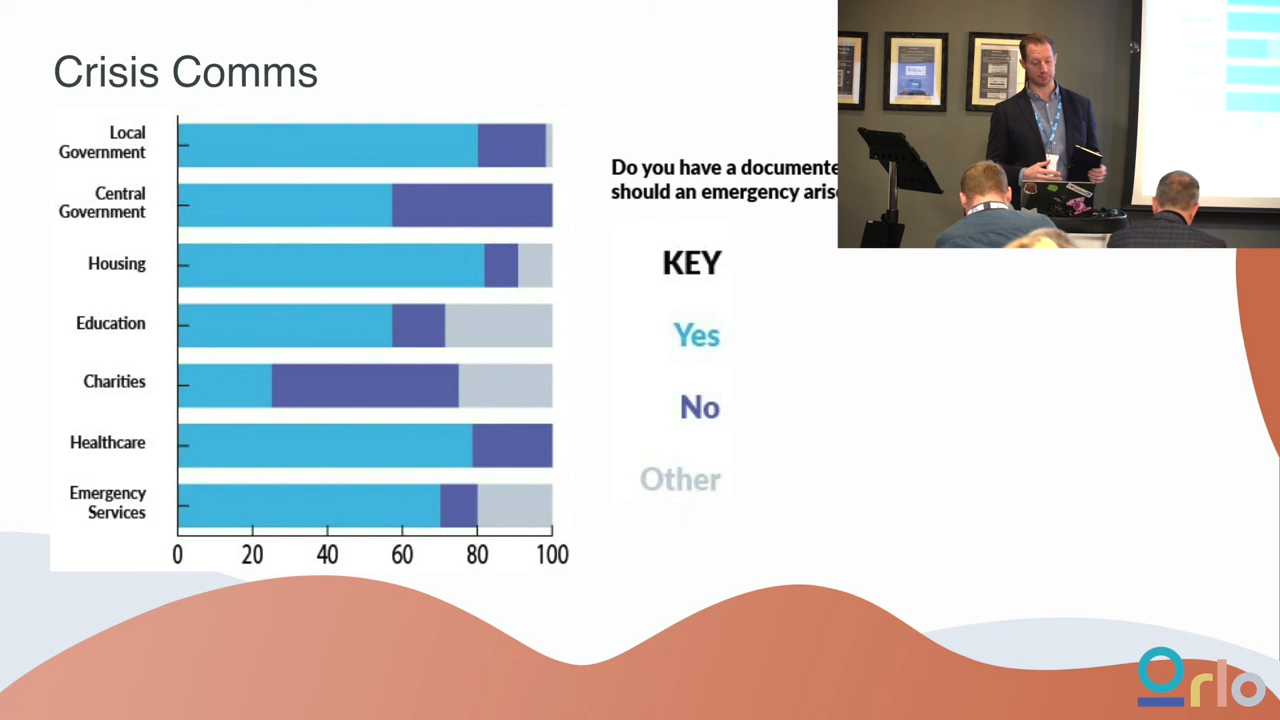 Crisis Comms
Local
Government
Central
Government
Housing
Education
Charities
Healthcare
Emergency
Services
0 20 40 60 80 100
Do you have a documente
should an emergency aris
KEY
Yes
No
Other
Orlo